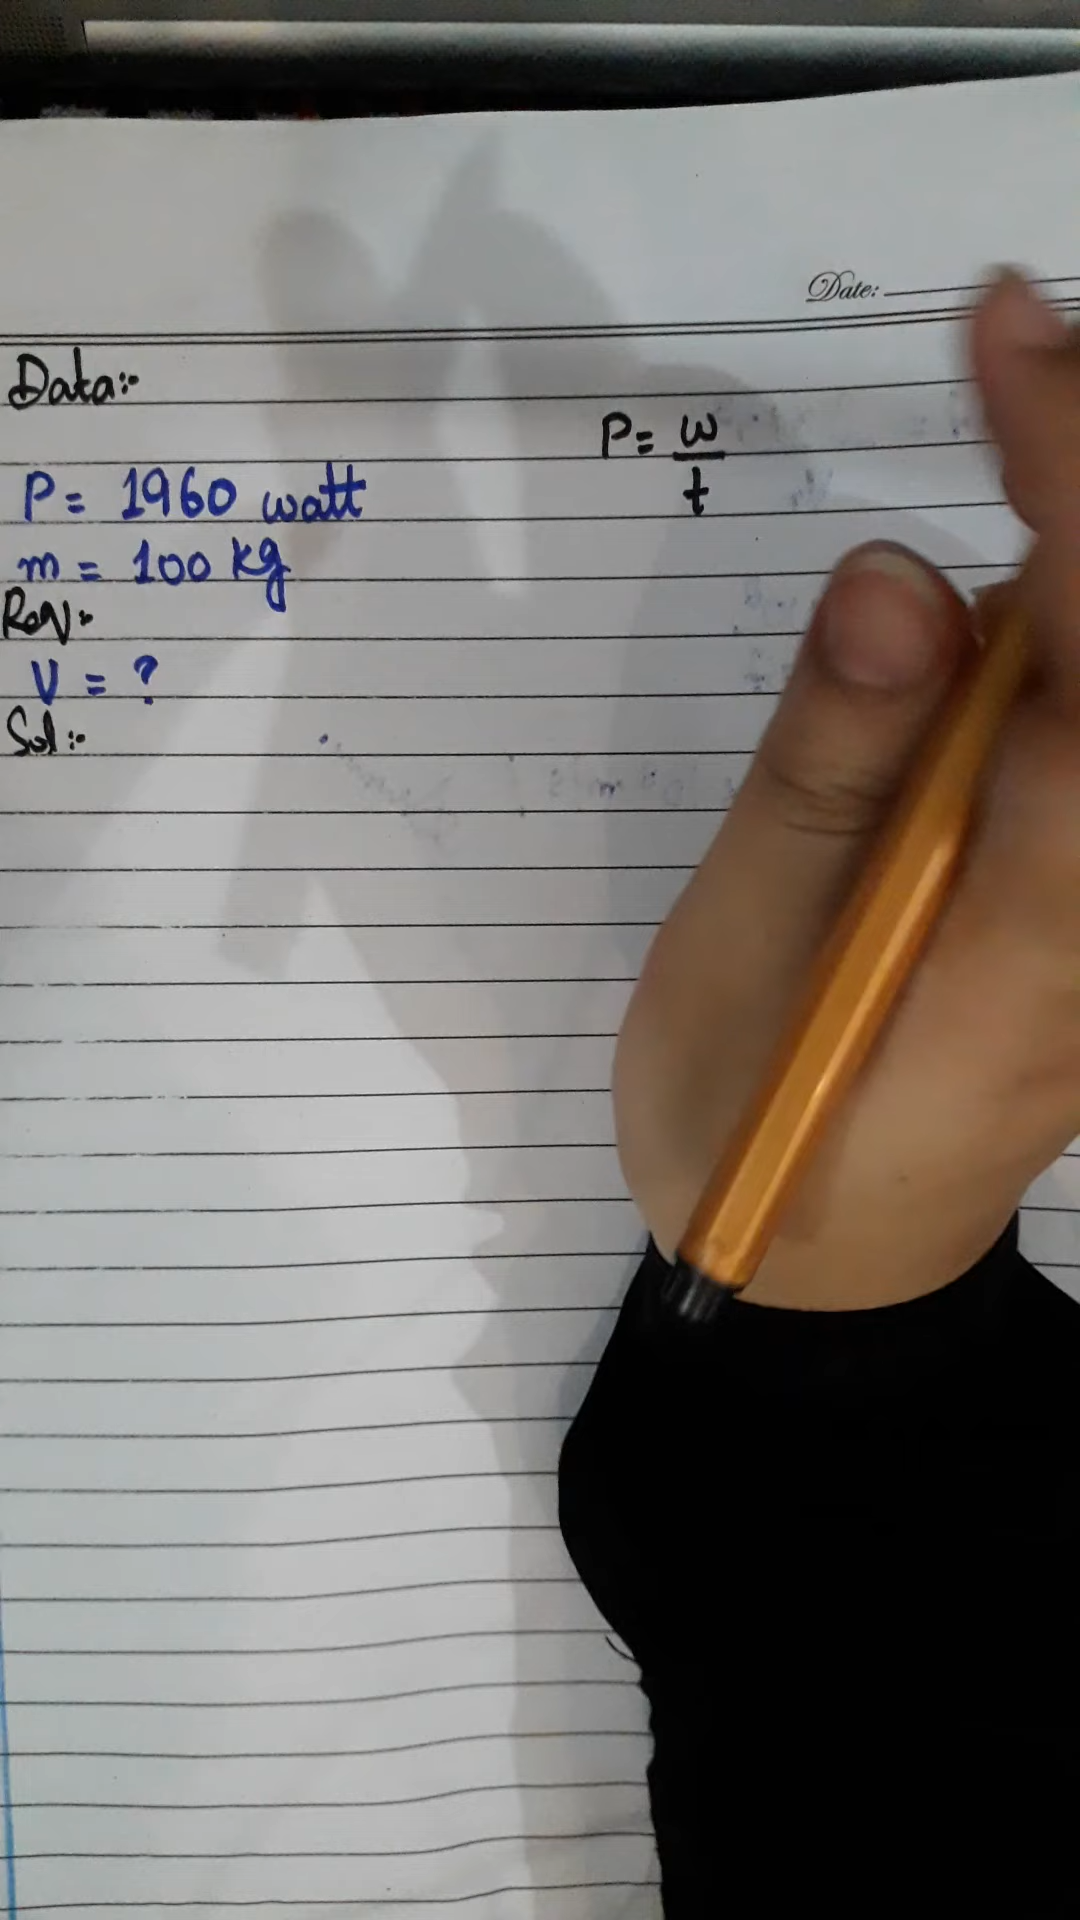 Date:
Data:-
P = w
t
P = 1960 watt
m = 100 kg
Req:
V = ?
Sol:-